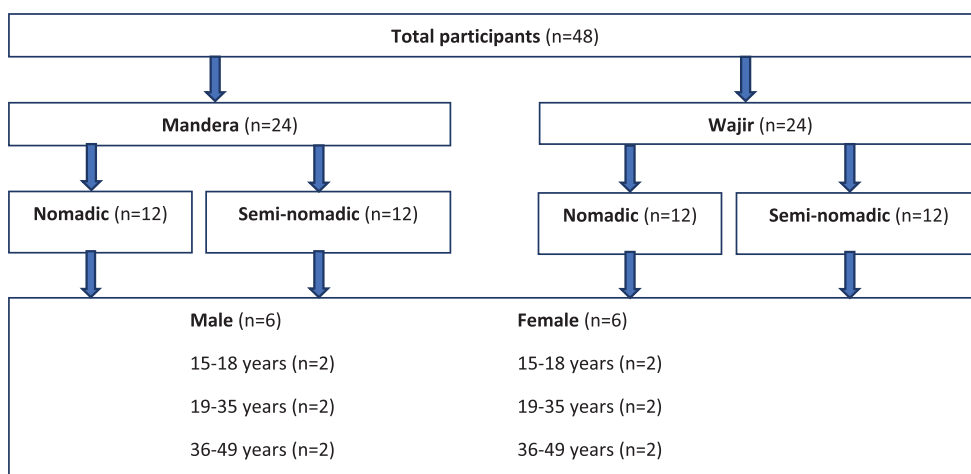 Total participants (n=48)
Mandera (n=24)
Wajir (n=24)
Nomadic (n=12)
Semi-nomadic (n=12)
Nomadic (n=12)
Semi-nomadic (n=12)
Male (n=6)
Female (n=6)
15-18 years (n=2)
15-18 years (n=2)
19-35 years (n=2)
19-35 years (n=2)
36-49 years (n=2)
36-49 years (n=2)